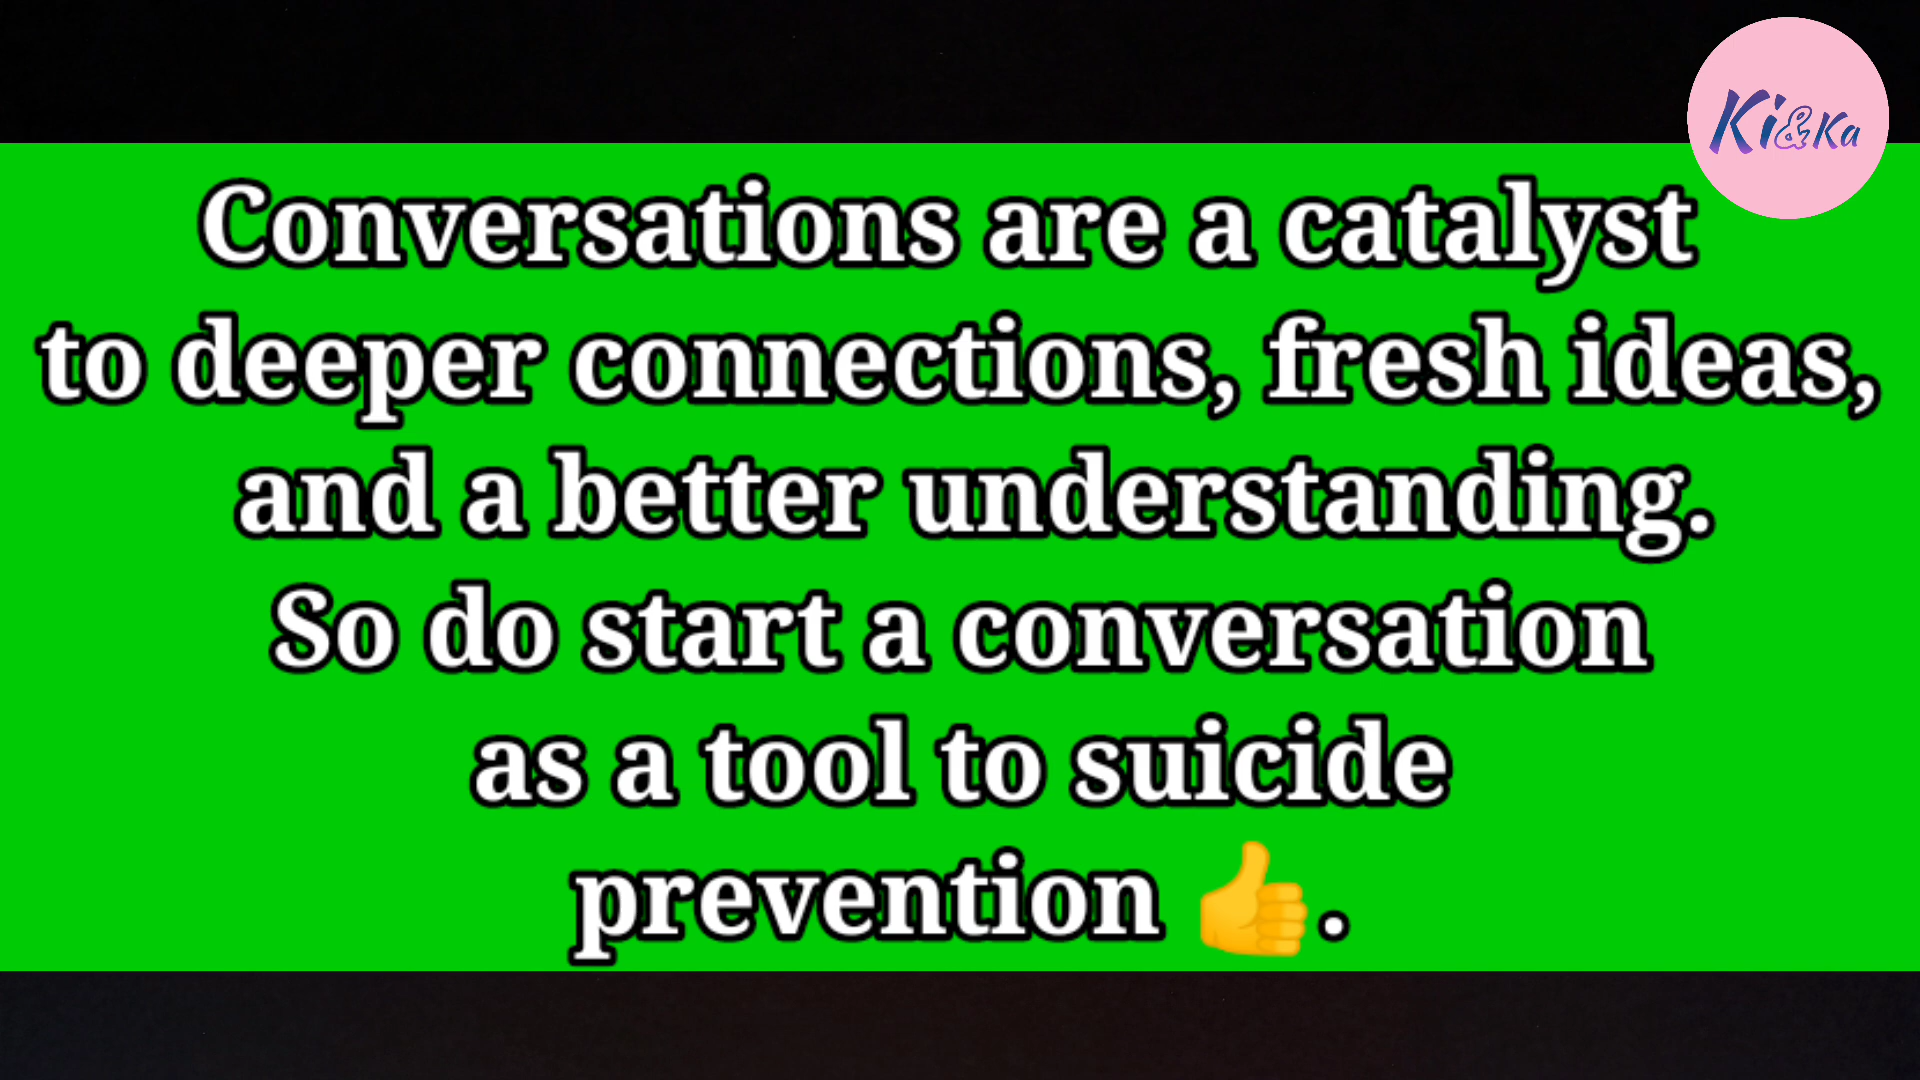 Ki&Ka
Conversations are a catalyst
to deeper connections, fresh ideas,
and a better understanding.
So do start a conversation
as a tool to suicide
prevention 👍.